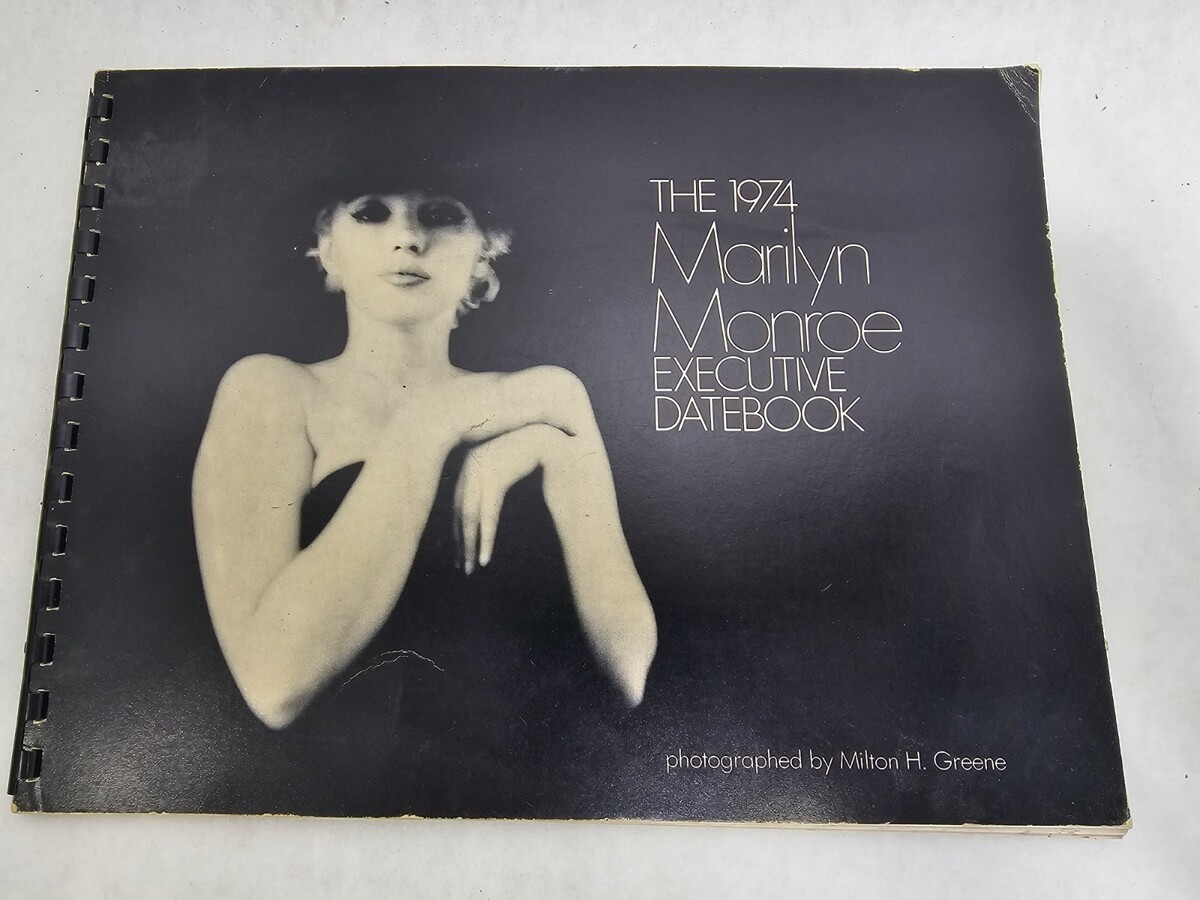 THE 1974
Marilyn
Monroe
EXECUTIVE
DATEBOOK
photographed by Milton H. Greene